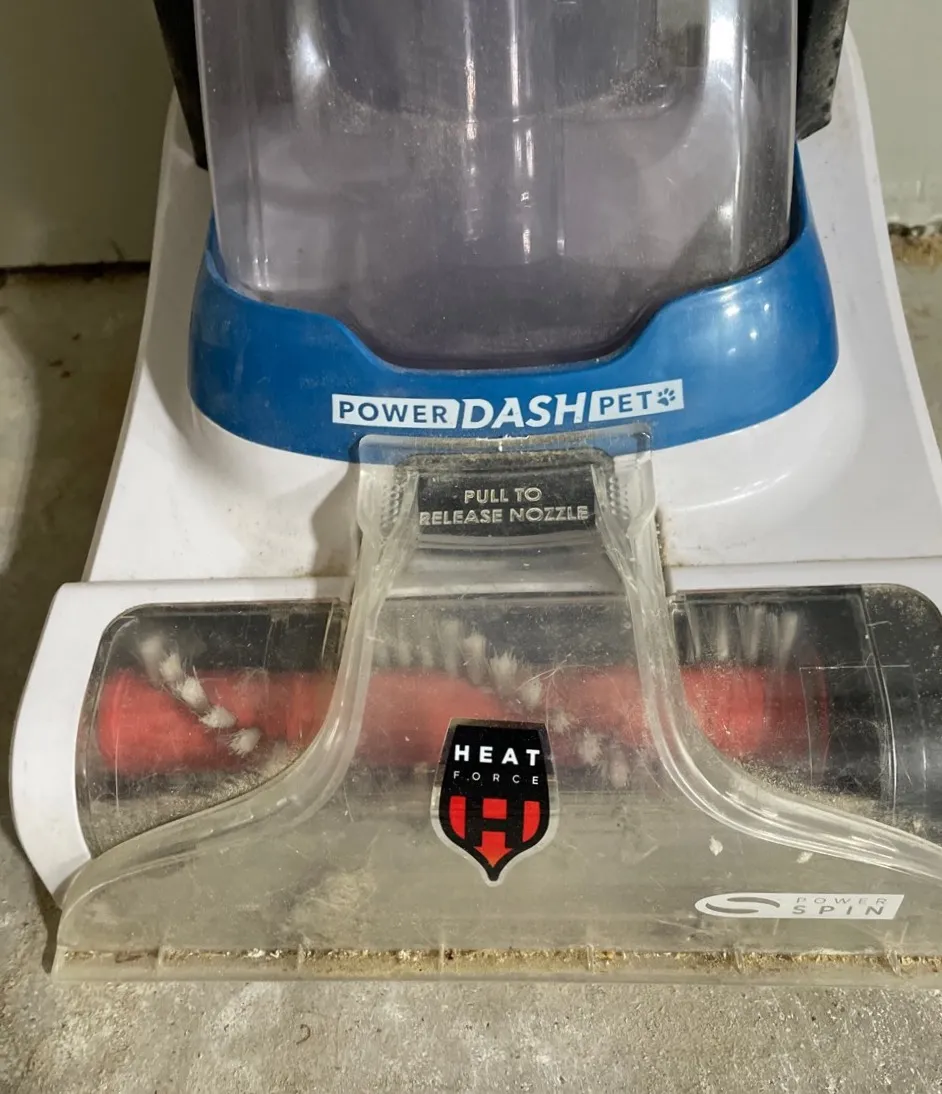 POWER DASH PET
PULL TO
RELEASE NOZZLE
HEAT
FORCE
H
POWER
SPIN